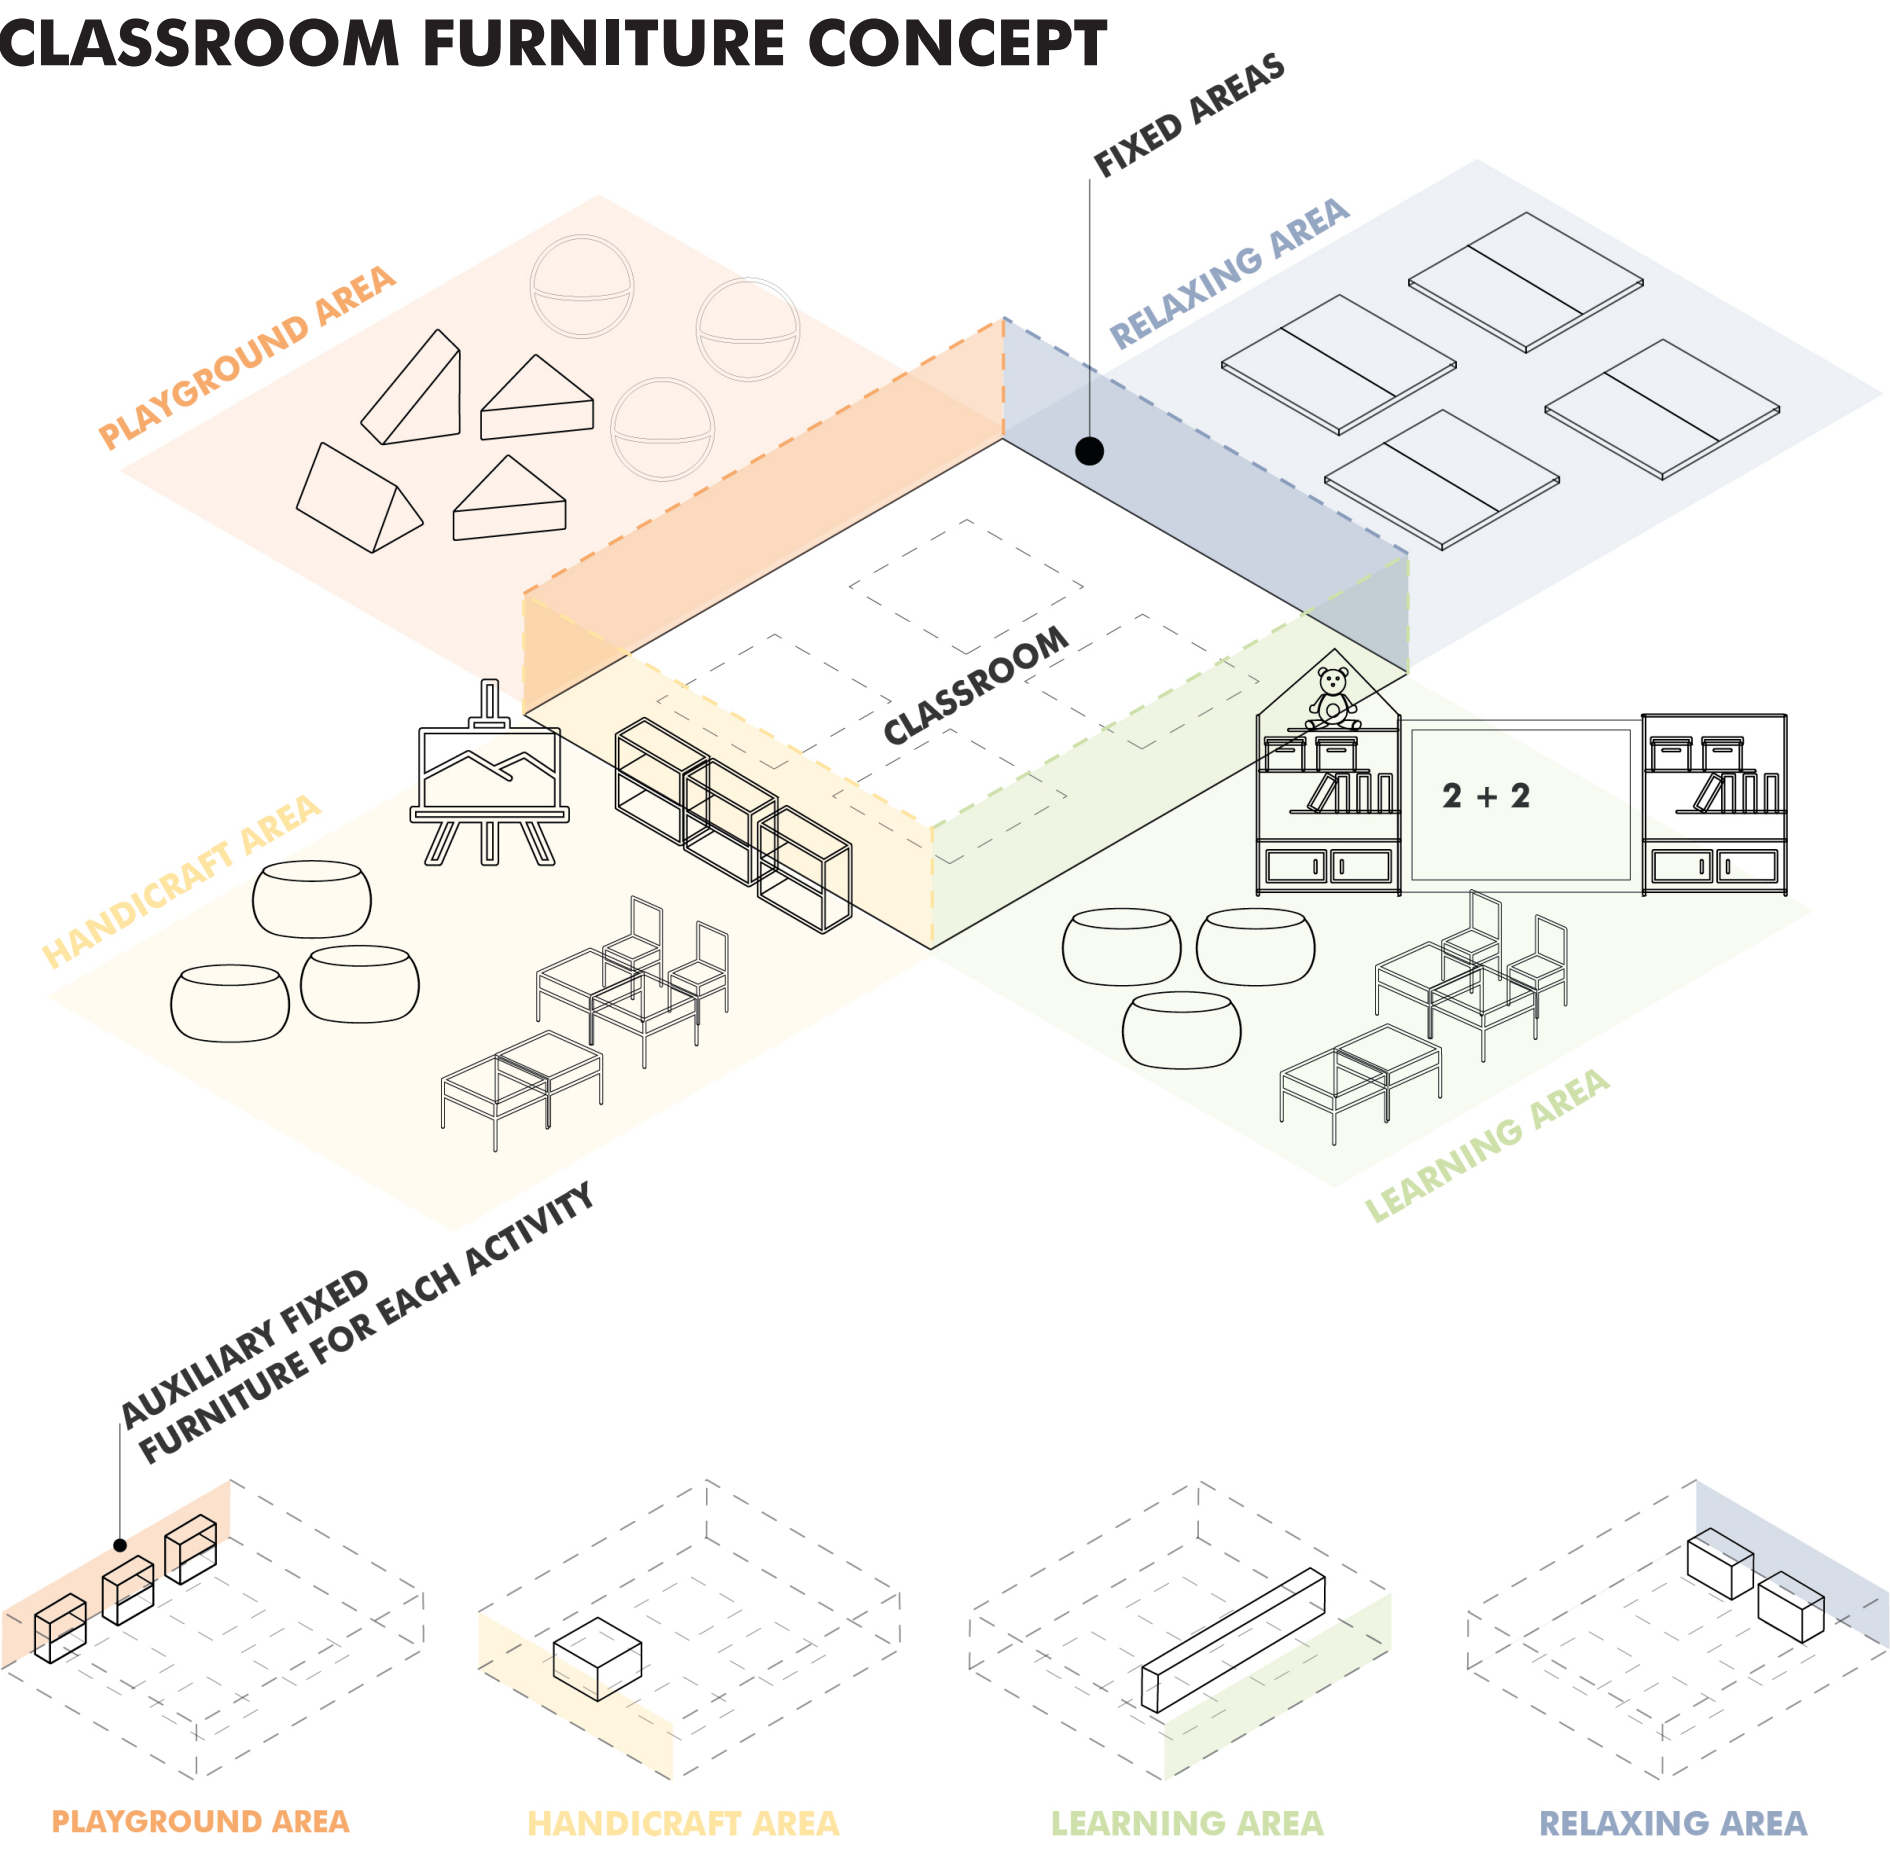 CLASSROOM FURNITURE CONCEPT
FIXED AREAS
PLAYGROUND AREA
RELAXING AREA
CLASSROOM
2 + 2
HANDICRAFT AREA
LEARNING AREA
AUXILIARY FIXED
FURNITURE FOR EACH ACTIVITY
PLAYGROUND AREA
HANDICRAFT AREA
LEARNING AREA
RELAXING AREA